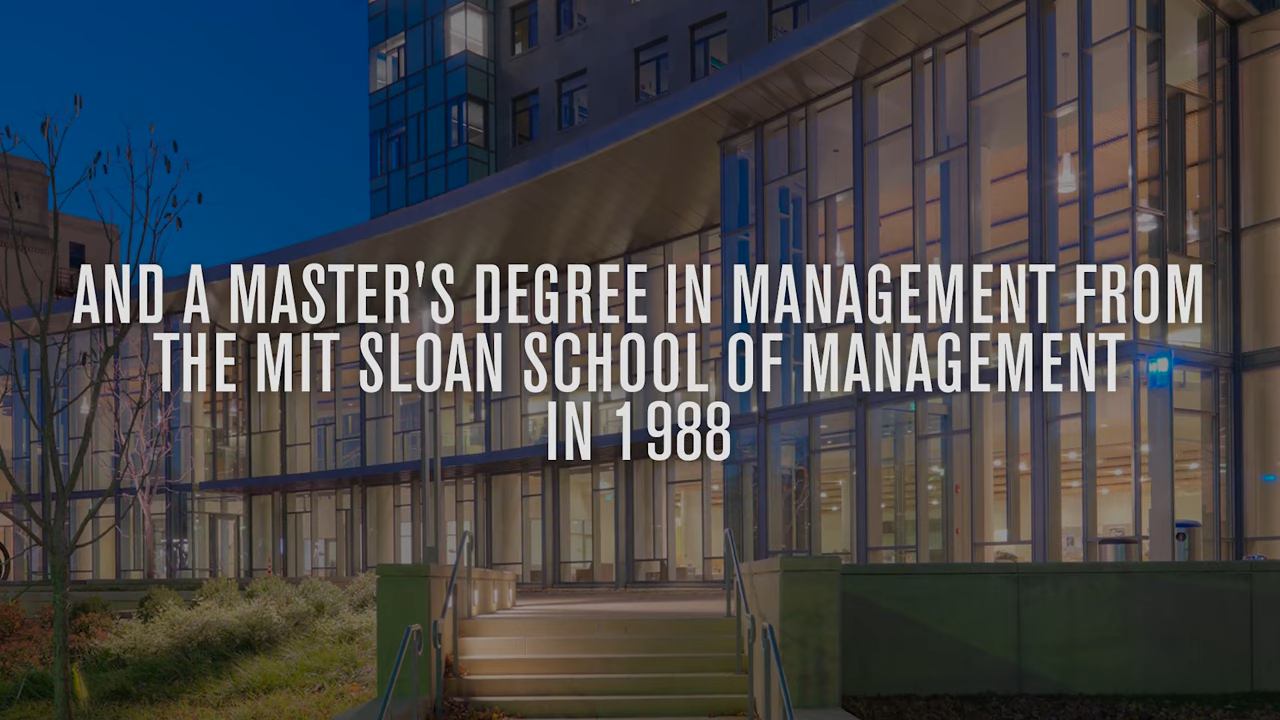 AND A MASTER'S DEGREE IN MANAGEMENT FROM
THE MIT SLOAN SCHOOL OF MANAGEMENT
IN 1988